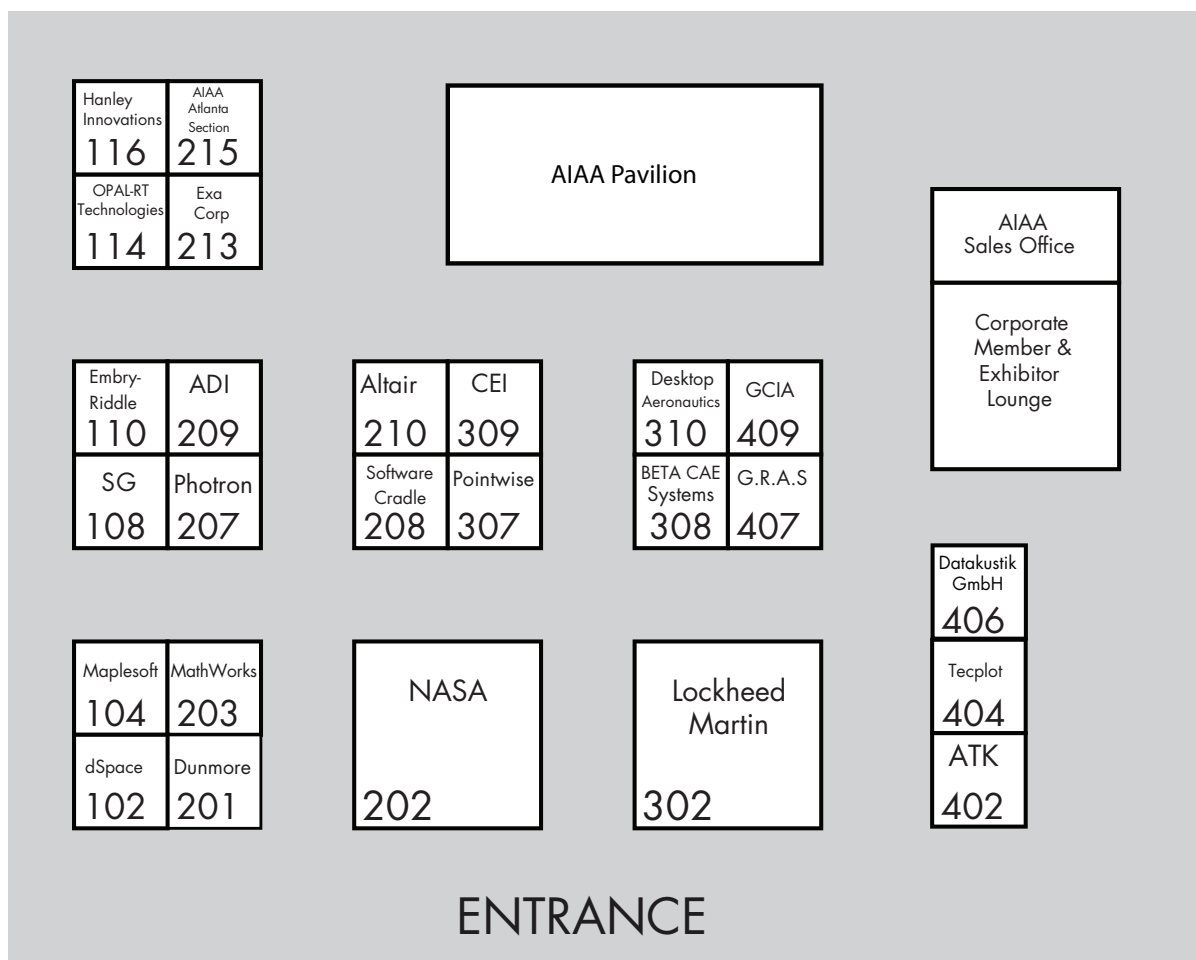 Hanley
Innovations
116
AIAA
Atlanta
Section
215
OPAL-RT
Technologies
114
Exa
Corp
213
AIAA Pavilion
AIAA
Sales Office
Corporate
Member &
Exhibitor
Lounge
Embry-
Riddle
110
ADI
209
SG
108
Photron
207
Altair
210
CEI
309
Software
Cradle
208
Pointwise
307
Desktop
Aeronautics
310
GCIA
409
BETA CAE
Systems
308
G.R.A.S
407
Datakustik
GmbH
406
Tecplot
404
ATK
402
Maplesoft
104
MathWorks
203
dSpace
102
Dunmore
201
NASA
202
Lockheed
Martin
302
ENTRANCE